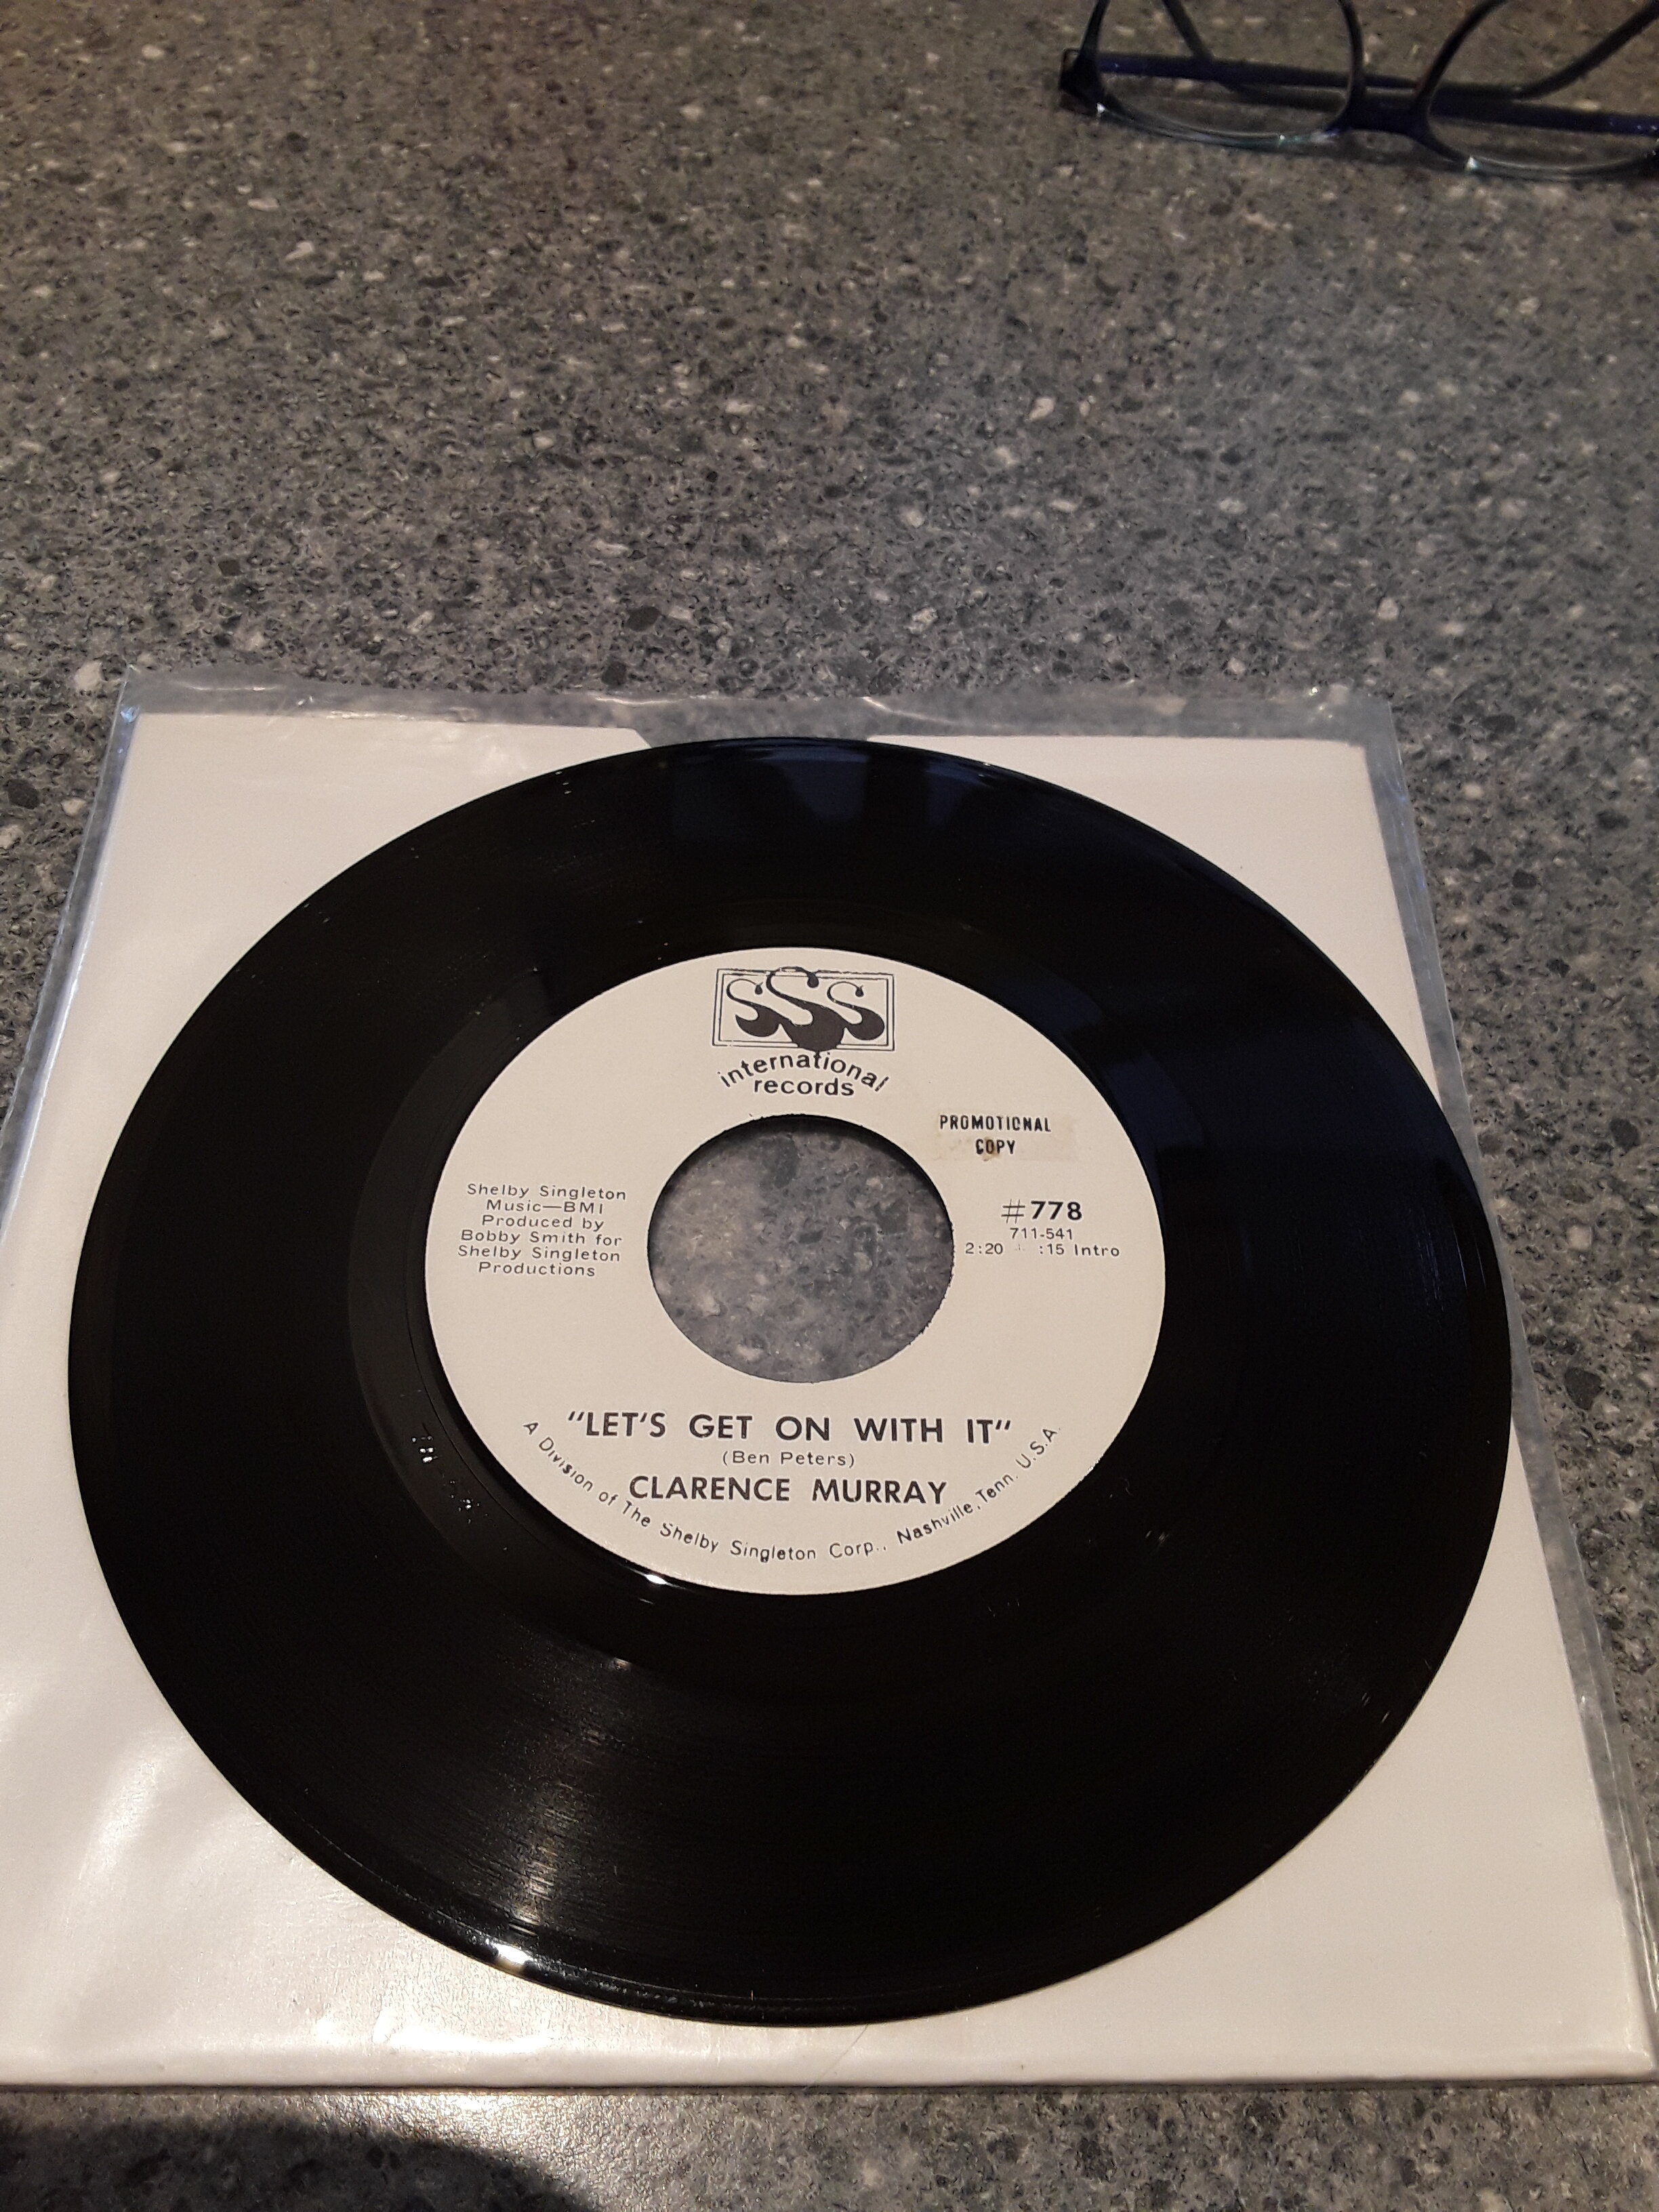 SSS
international
records
PROMOTIONAL
COPY
Shelby Singleton
Music—BMI
Produced by
Bobby Smith for
Shelby Singleton
Productions
#778
711-541
2:20 :15 Intro
"LET'S GET ON WITH IT"
(Ben Peters)
CLARENCE MURRAY
A Division of The Shelby Singleton Corp., Nashville, Tenn. U.S.A.